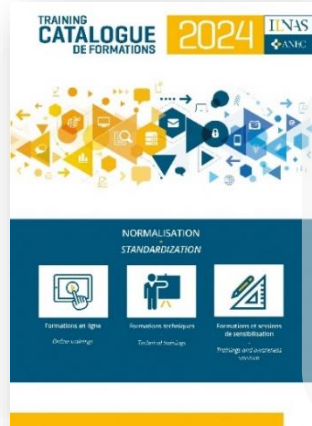 TRAINING
CATALOGUE
DE FORMATIONS
2024
ILNAS
ANEC
NORMALISATION
-
STANDARDIZATION
Formations en ligne
Online trainings
Formations techniques
Technical trainings
Formations et sessions
de sensibilisation
-
Trainings and awareness
sessions